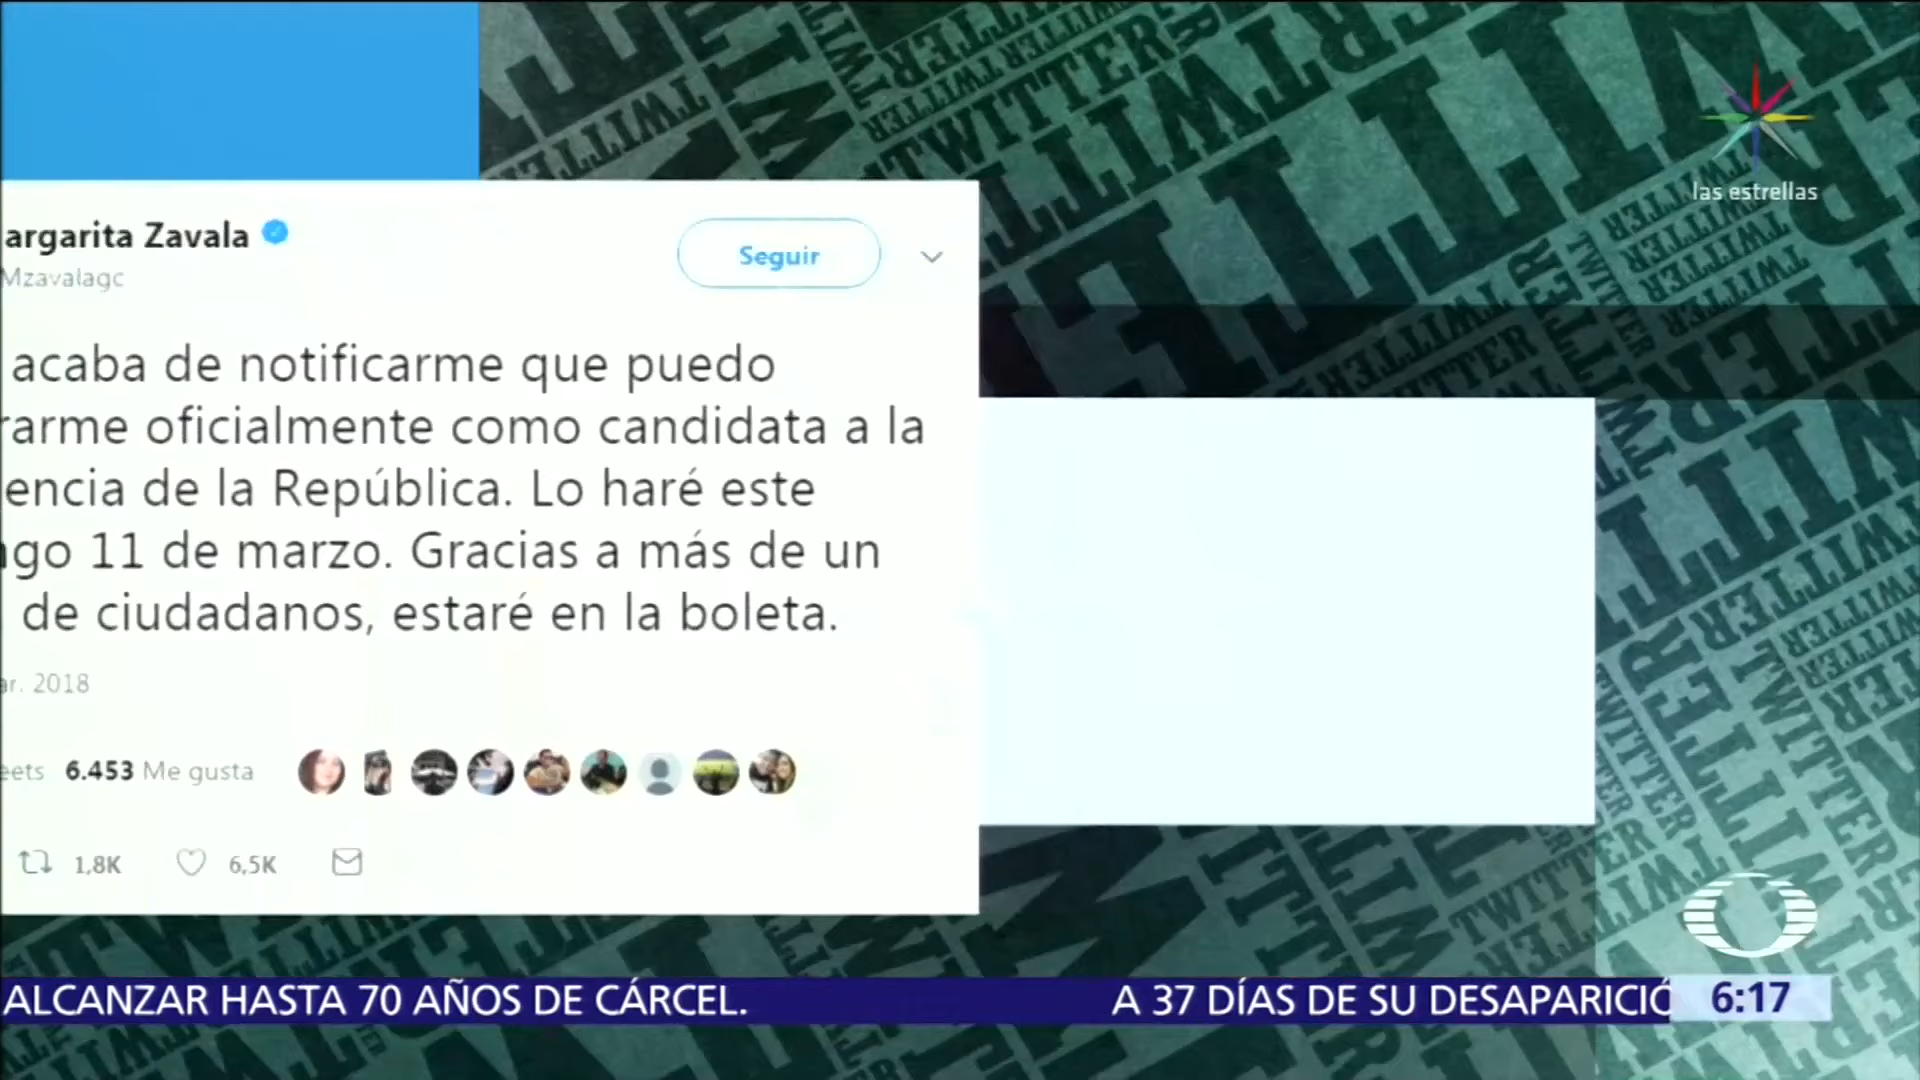 argarita Zavala
Mzavalagc
Seguir
acaba de notificarme que puedo
rarme oficialmente como candidata a la
encia de la República. Lo haré este
go 11 de marzo. Gracias a más de un
de ciudadanos, estaré en la boleta.
ar. 2018
eets 6.453 Me gusta
1,8K 6,5K
las estrellas
TWITTER
ALCANZAR HASTA 70 AÑOS DE CÁRCEL. A 37 DÍAS DE SU DESAPARICIÓ
6:17